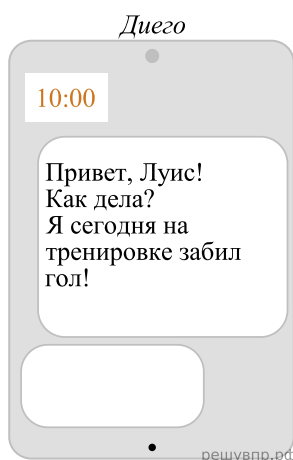 Диего
10:00
Привет, Луис!
Как дела?
Я сегодня на
тренировке забил
гол!
решувпр.рф